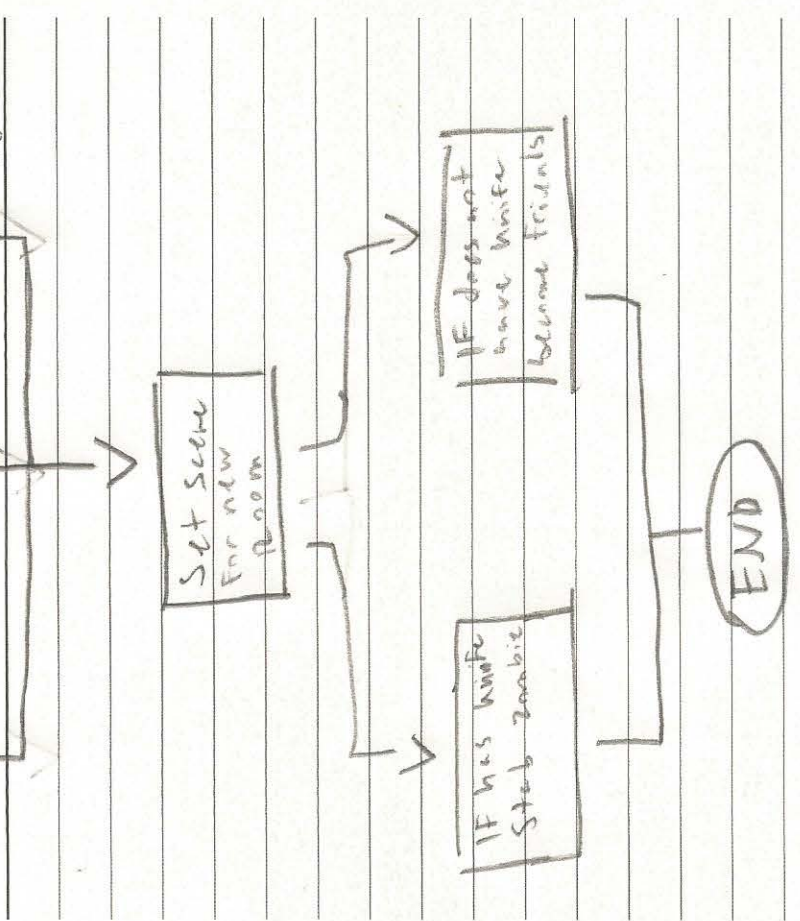 Set Scene
For new
Room
IF has knife
Stab zombie
IF does not
have knife
become friends
END